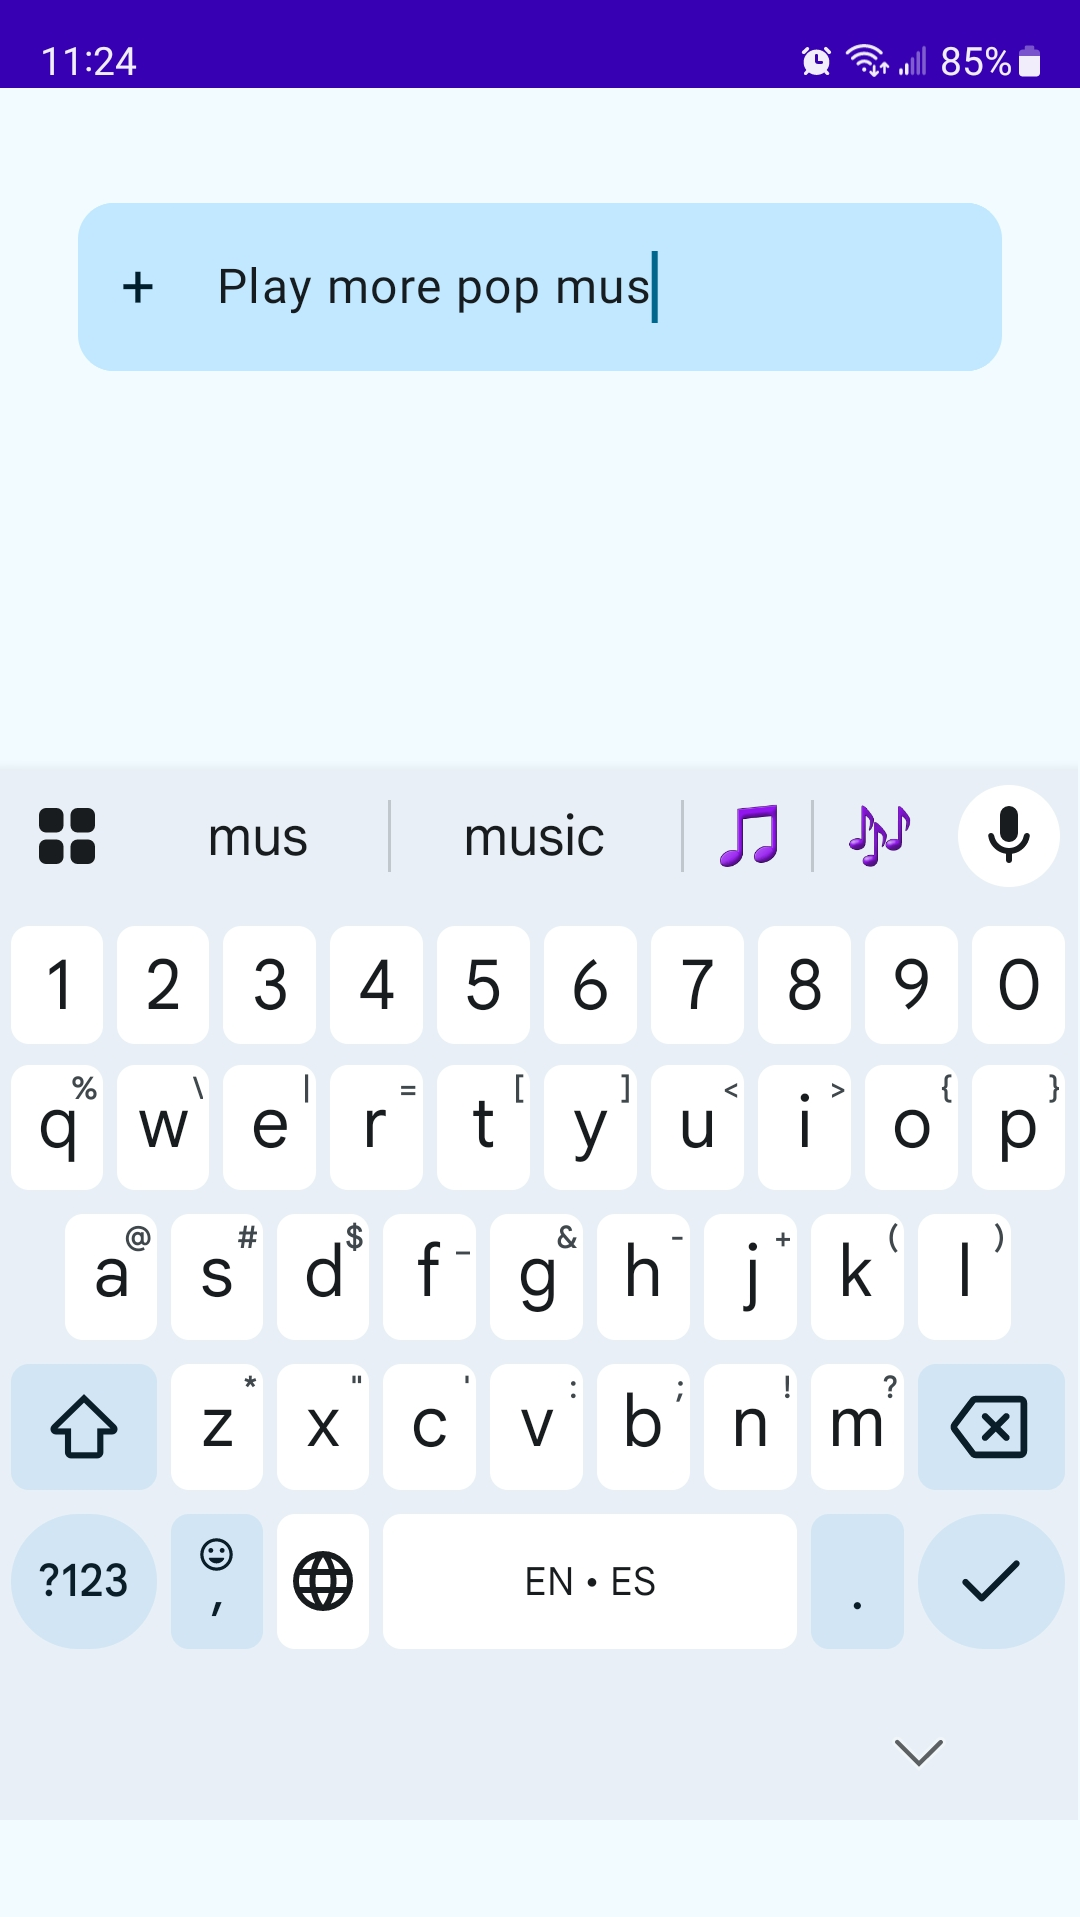 11:24 85%
+ Play more pop mus
mus music
1 2 3 4 5 6 7 8 9 0
q% w\ e| r= t[ y] u< i> o{ p}
a@ s# d$ f_ g& h- j+ k( l)
z* x" c' v: b; n! m?
?123 , EN • ES .